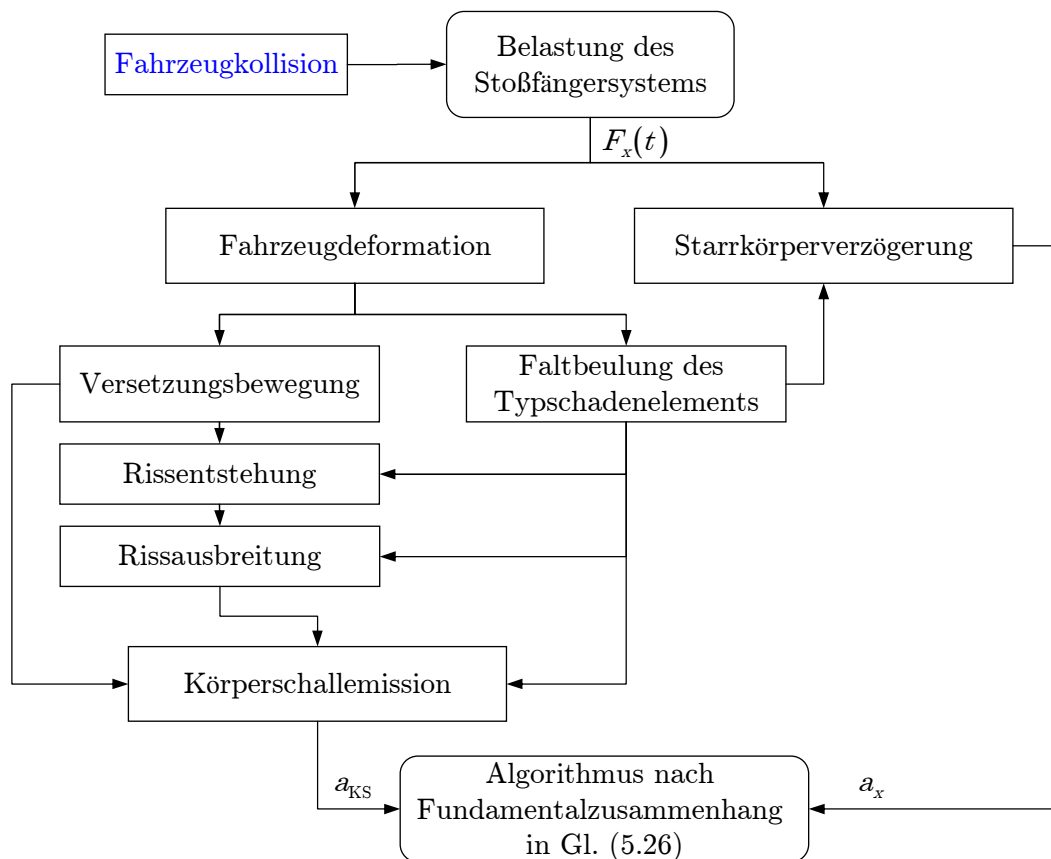 Fahrzeugkollision
Belastung des
Stoßfängersystems
F_x(t)
Fahrzeugdeformation
Starrkörperverzögerung
Versetzungsbewegung
Faltbeulung des
Typschadenelements
Rissentstehung
Rissausbreitung
Körperschallemission
a_KS
Algorithmus nach
Fundamentalzusammenhang
in Gl. (5.26)
a_x